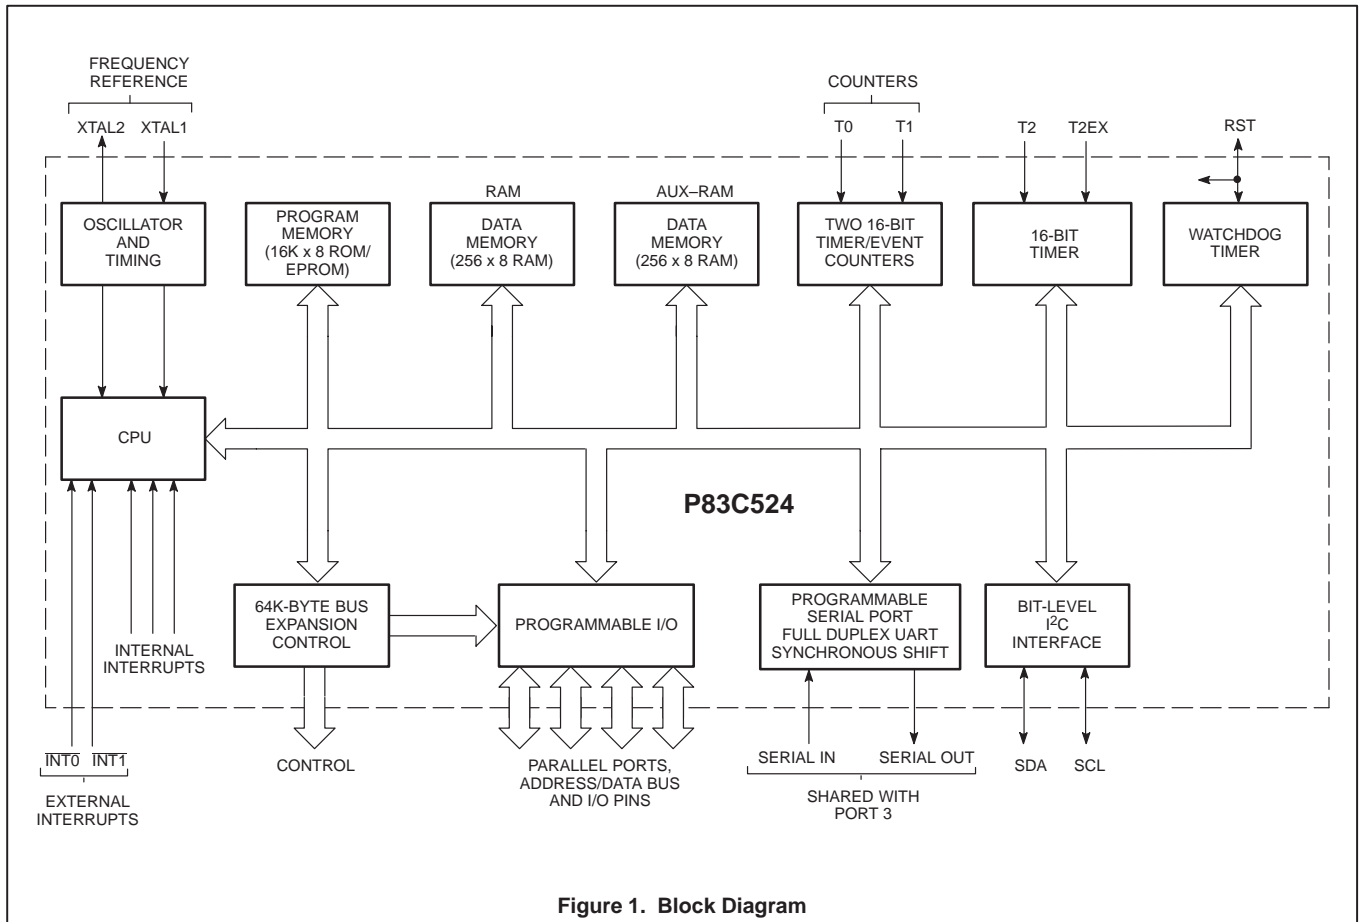 FREQUENCY
REFERENCE
XTAL2 XTAL1
COUNTERS
T0 T1
T2 T2EX
RST
OSCILLATOR
AND
TIMING
PROGRAM
MEMORY
(16K x 8 ROM/
EPROM)
RAM
DATA
MEMORY
(256 x 8 RAM)
AUX–RAM
DATA
MEMORY
(256 x 8 RAM)
TWO 16-BIT
TIMER/EVENT
COUNTERS
16-BIT
TIMER
WATCHDOG
TIMER
CPU
P83C524
INTERNAL
INTERRUPTS
64K-BYTE BUS
EXPANSION
CONTROL
PROGRAMMABLE I/O
PROGRAMMABLE
SERIAL PORT
FULL DUPLEX UART
SYNCHRONOUS SHIFT
BIT-LEVEL
I²C
INTERFACE
INT0 INT1
EXTERNAL
INTERRUPTS
CONTROL
PARALLEL PORTS,
ADDRESS/DATA BUS
AND I/O PINS
SERIAL IN SERIAL OUT
SHARED WITH
PORT 3
SDA SCL
Figure 1. Block Diagram